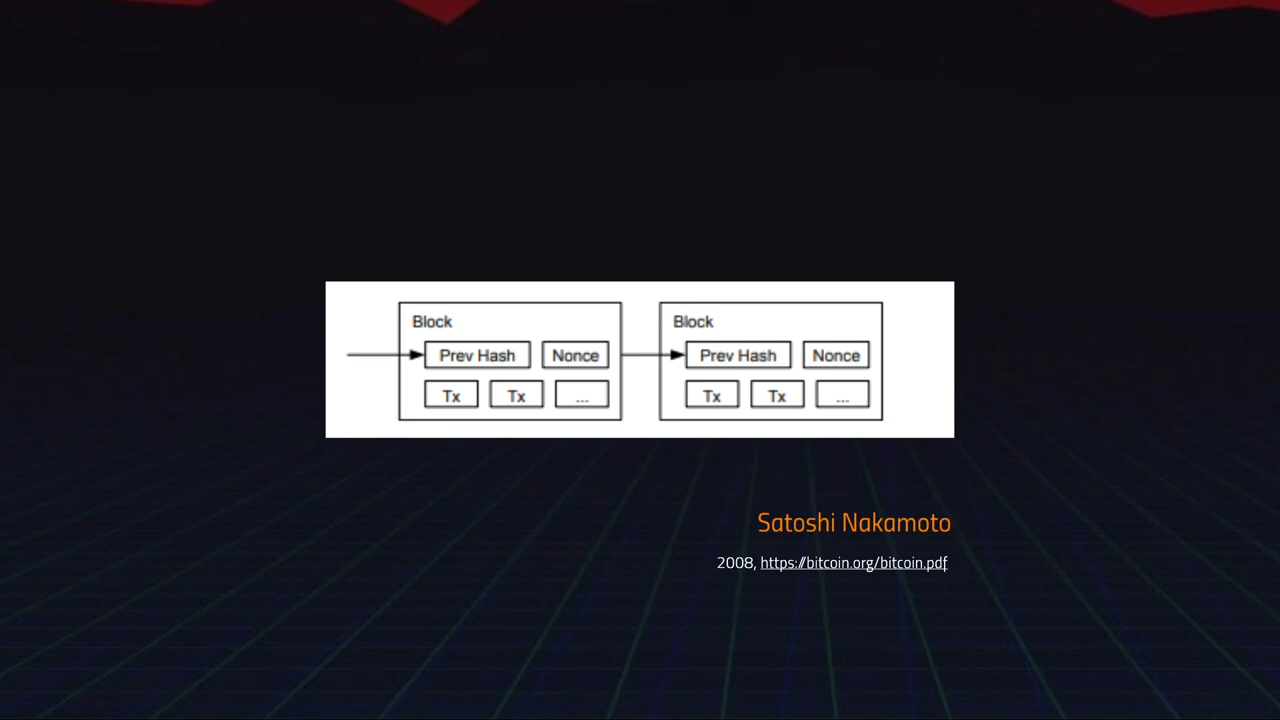 Block Block
Prev Hash Nonce Prev Hash Nonce
Tx Tx ... Tx Tx ...
Satoshi Nakamoto
2008, https://bitcoin.org/bitcoin.pdf